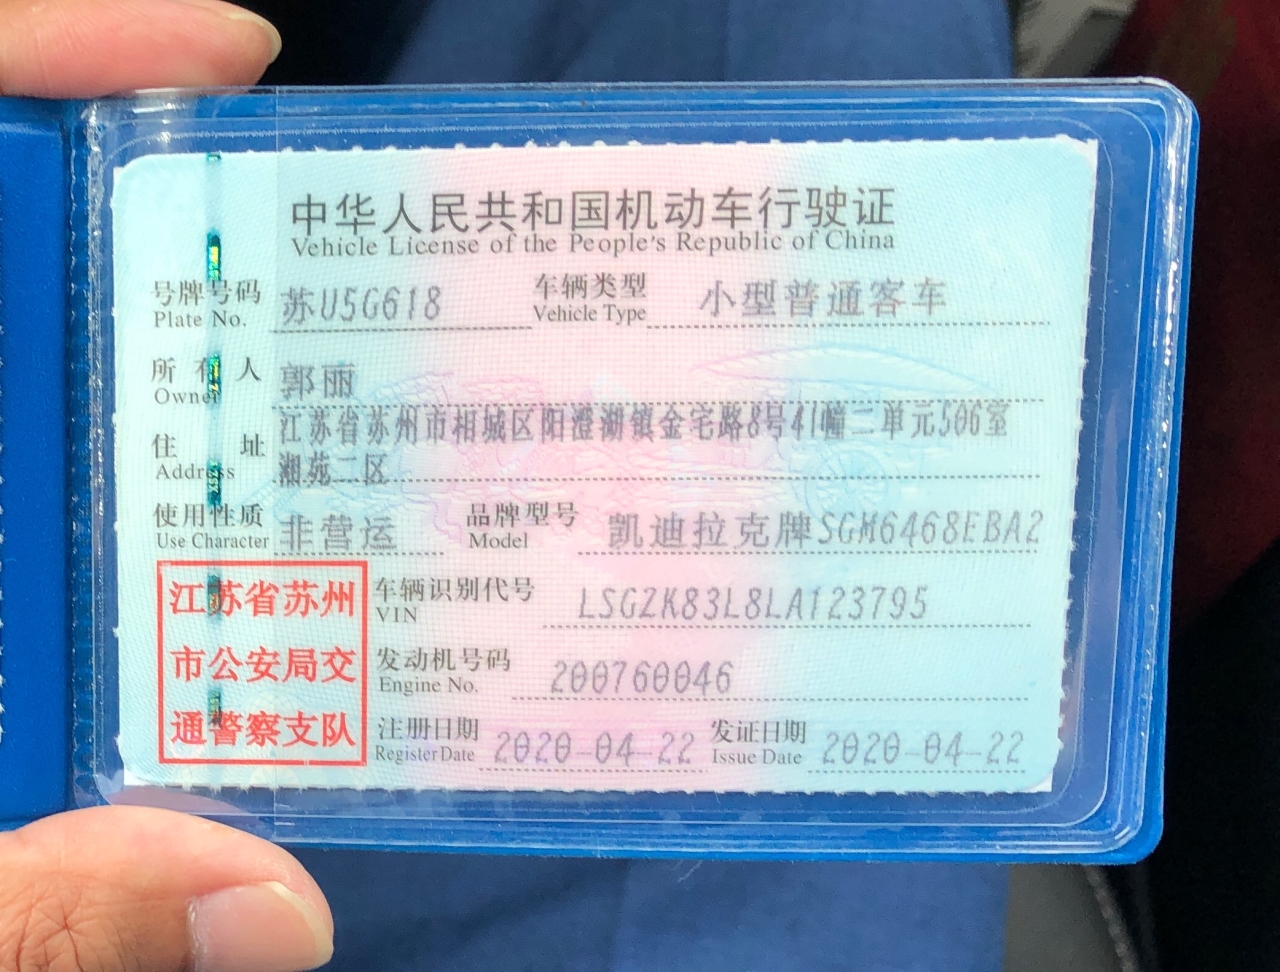 中华人民共和国机动车行驶证
Vehicle License of the People's Republic of China
号牌号码 苏U5G618 车辆类型 小型普通客车
Plate No. Vehicle Type
所有人 郭丽
Owner
江苏省苏州市相城区阳澄湖镇金宅路8号41幢二单元506室
住址 湖苑二区
Address
使用性质 非营运 品牌型号 凯迪拉克牌SGM6468EBA2
Use Character Model
江苏省苏州 车辆识别代号 LSGZK83L8LA123795
VIN
市公安局交 发动机号码 200760046
Engine No.
通警察支队 注册日期 2020-04-22 发证日期 2020-04-22
Register Date Issue Date